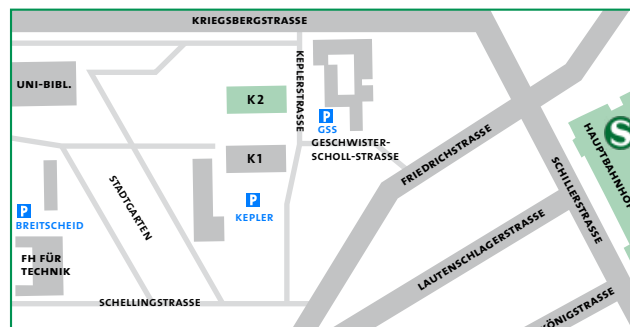 KRIEGSBERGSTRASSE
UNI-BIBL.
K2
KEPLERSTRASSE
P
GSS
GESCHWISTER-
SCHOLL-STRASSE
FRIEDRICHSTRASSE
HAUPTBAHNHOF
S
K1
SCHILLERSTRASSE
STADTGARTEN
P
KEPLER
P
BREITSCHEID
LAUTENSCHLAGERSTRASSE
FH FÜR
TECHNIK
SCHELLINGSTRASSE
KÖNIGSTRASSE